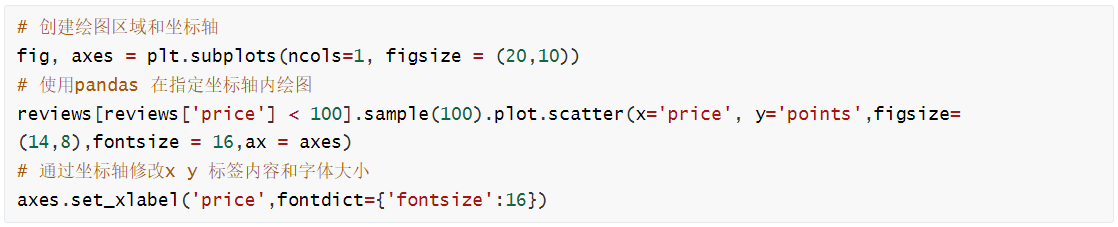 # 创建绘图区域和坐标轴
fig, axes = plt.subplots(ncols=1, figsize = (20,10))
# 使用pandas 在指定坐标轴内绘图
reviews[reviews['price'] < 100].sample(100).plot.scatter(x='price', y='points',figsize=
(14,8),fontsize = 16,ax = axes)
# 通过坐标轴修改x y 标签内容和字体大小
axes.set_xlabel('price',fontdict={'fontsize':16})